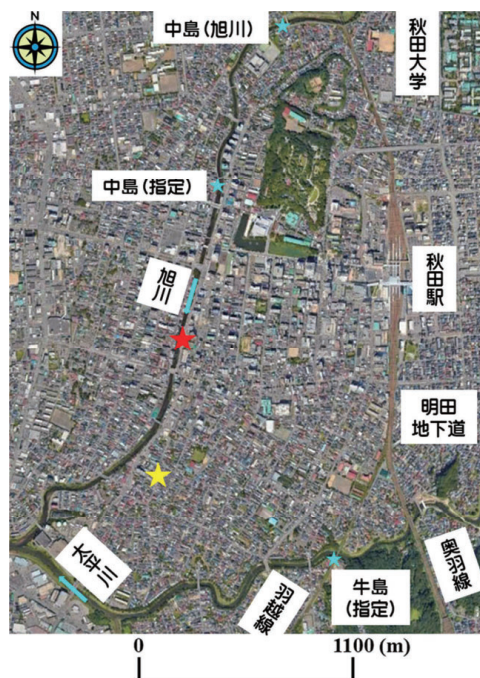 N
中島（旭川）
秋田大学
中島（指定）
旭川
秋田駅
明田
地下道
太平川
羽越線
牛島
（指定）
奥羽線
0
1100 (m)